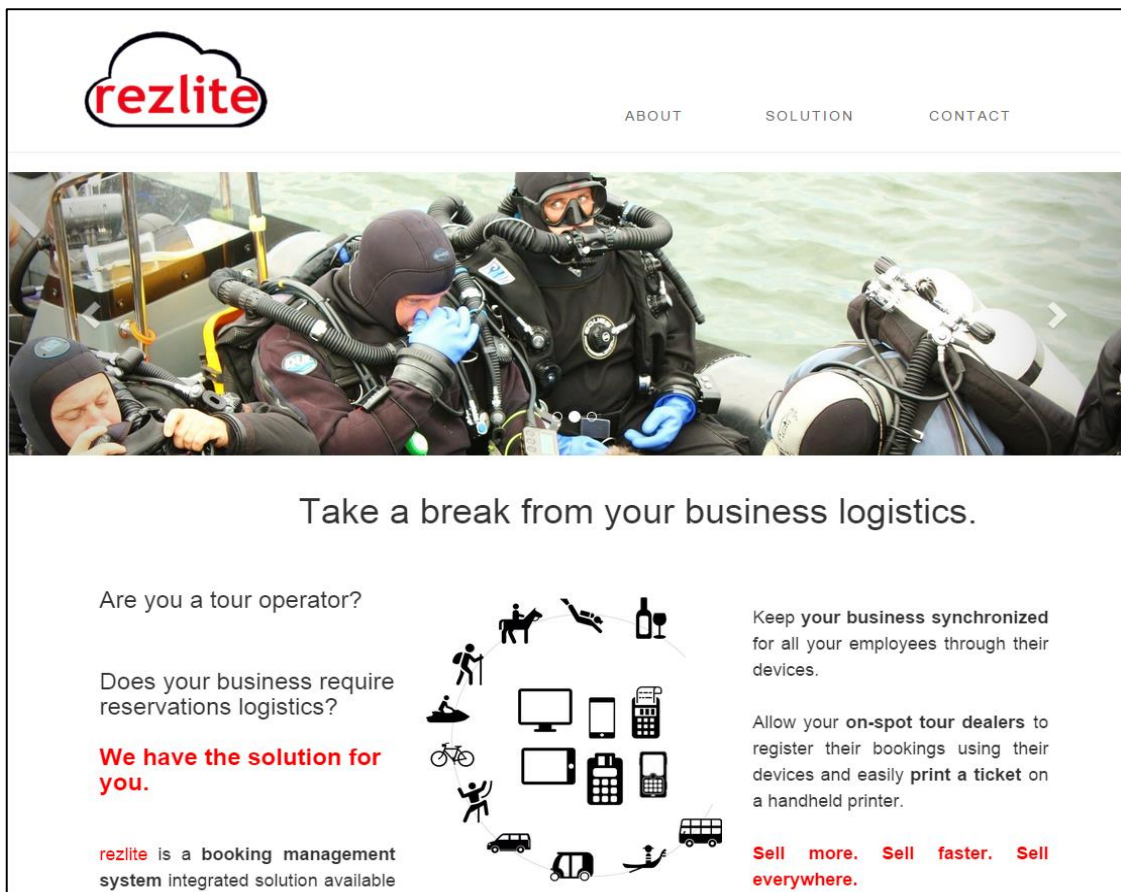 rezlite
ABOUT SOLUTION CONTACT
Take a break from your business logistics.
Are you a tour operator?
Does your business require
reservations logistics?
We have the solution for
you.
rezlite is a booking management
system integrated solution available
Keep your business synchronized
for all your employees through their
devices.
Allow your on-spot tour dealers to
register their bookings using their
devices and easily print a ticket on
a handheld printer.
Sell more. Sell faster. Sell
everywhere.